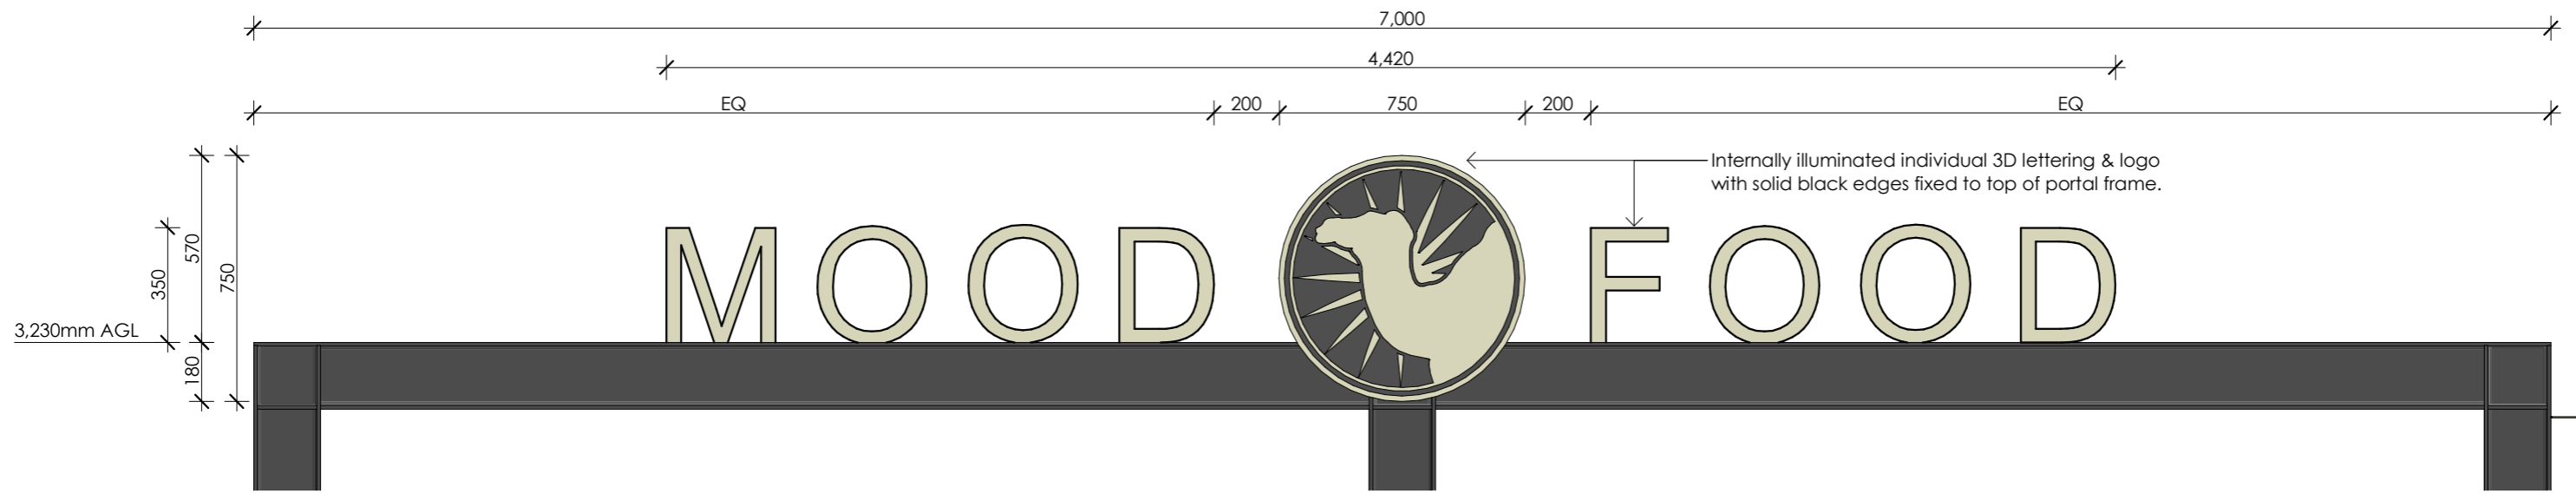 7,000
4,420
EQ 200 750 200 EQ
Internally illuminated individual 3D lettering & logo
with solid black edges fixed to top of portal frame.
MOOD FOOD
350
570
750
3,230mm AGL
180